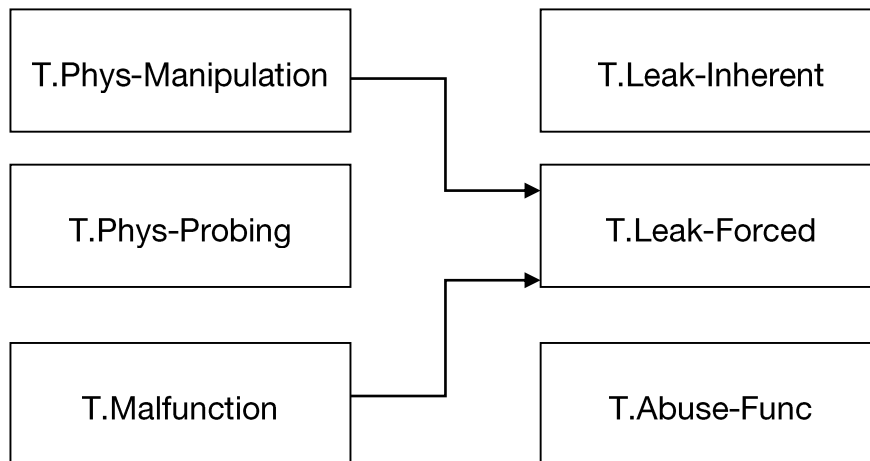 T.Phys-Manipulation
T.Leak-Inherent
T.Phys-Probing
T.Leak-Forced
T.Malfunction
T.Abuse-Func